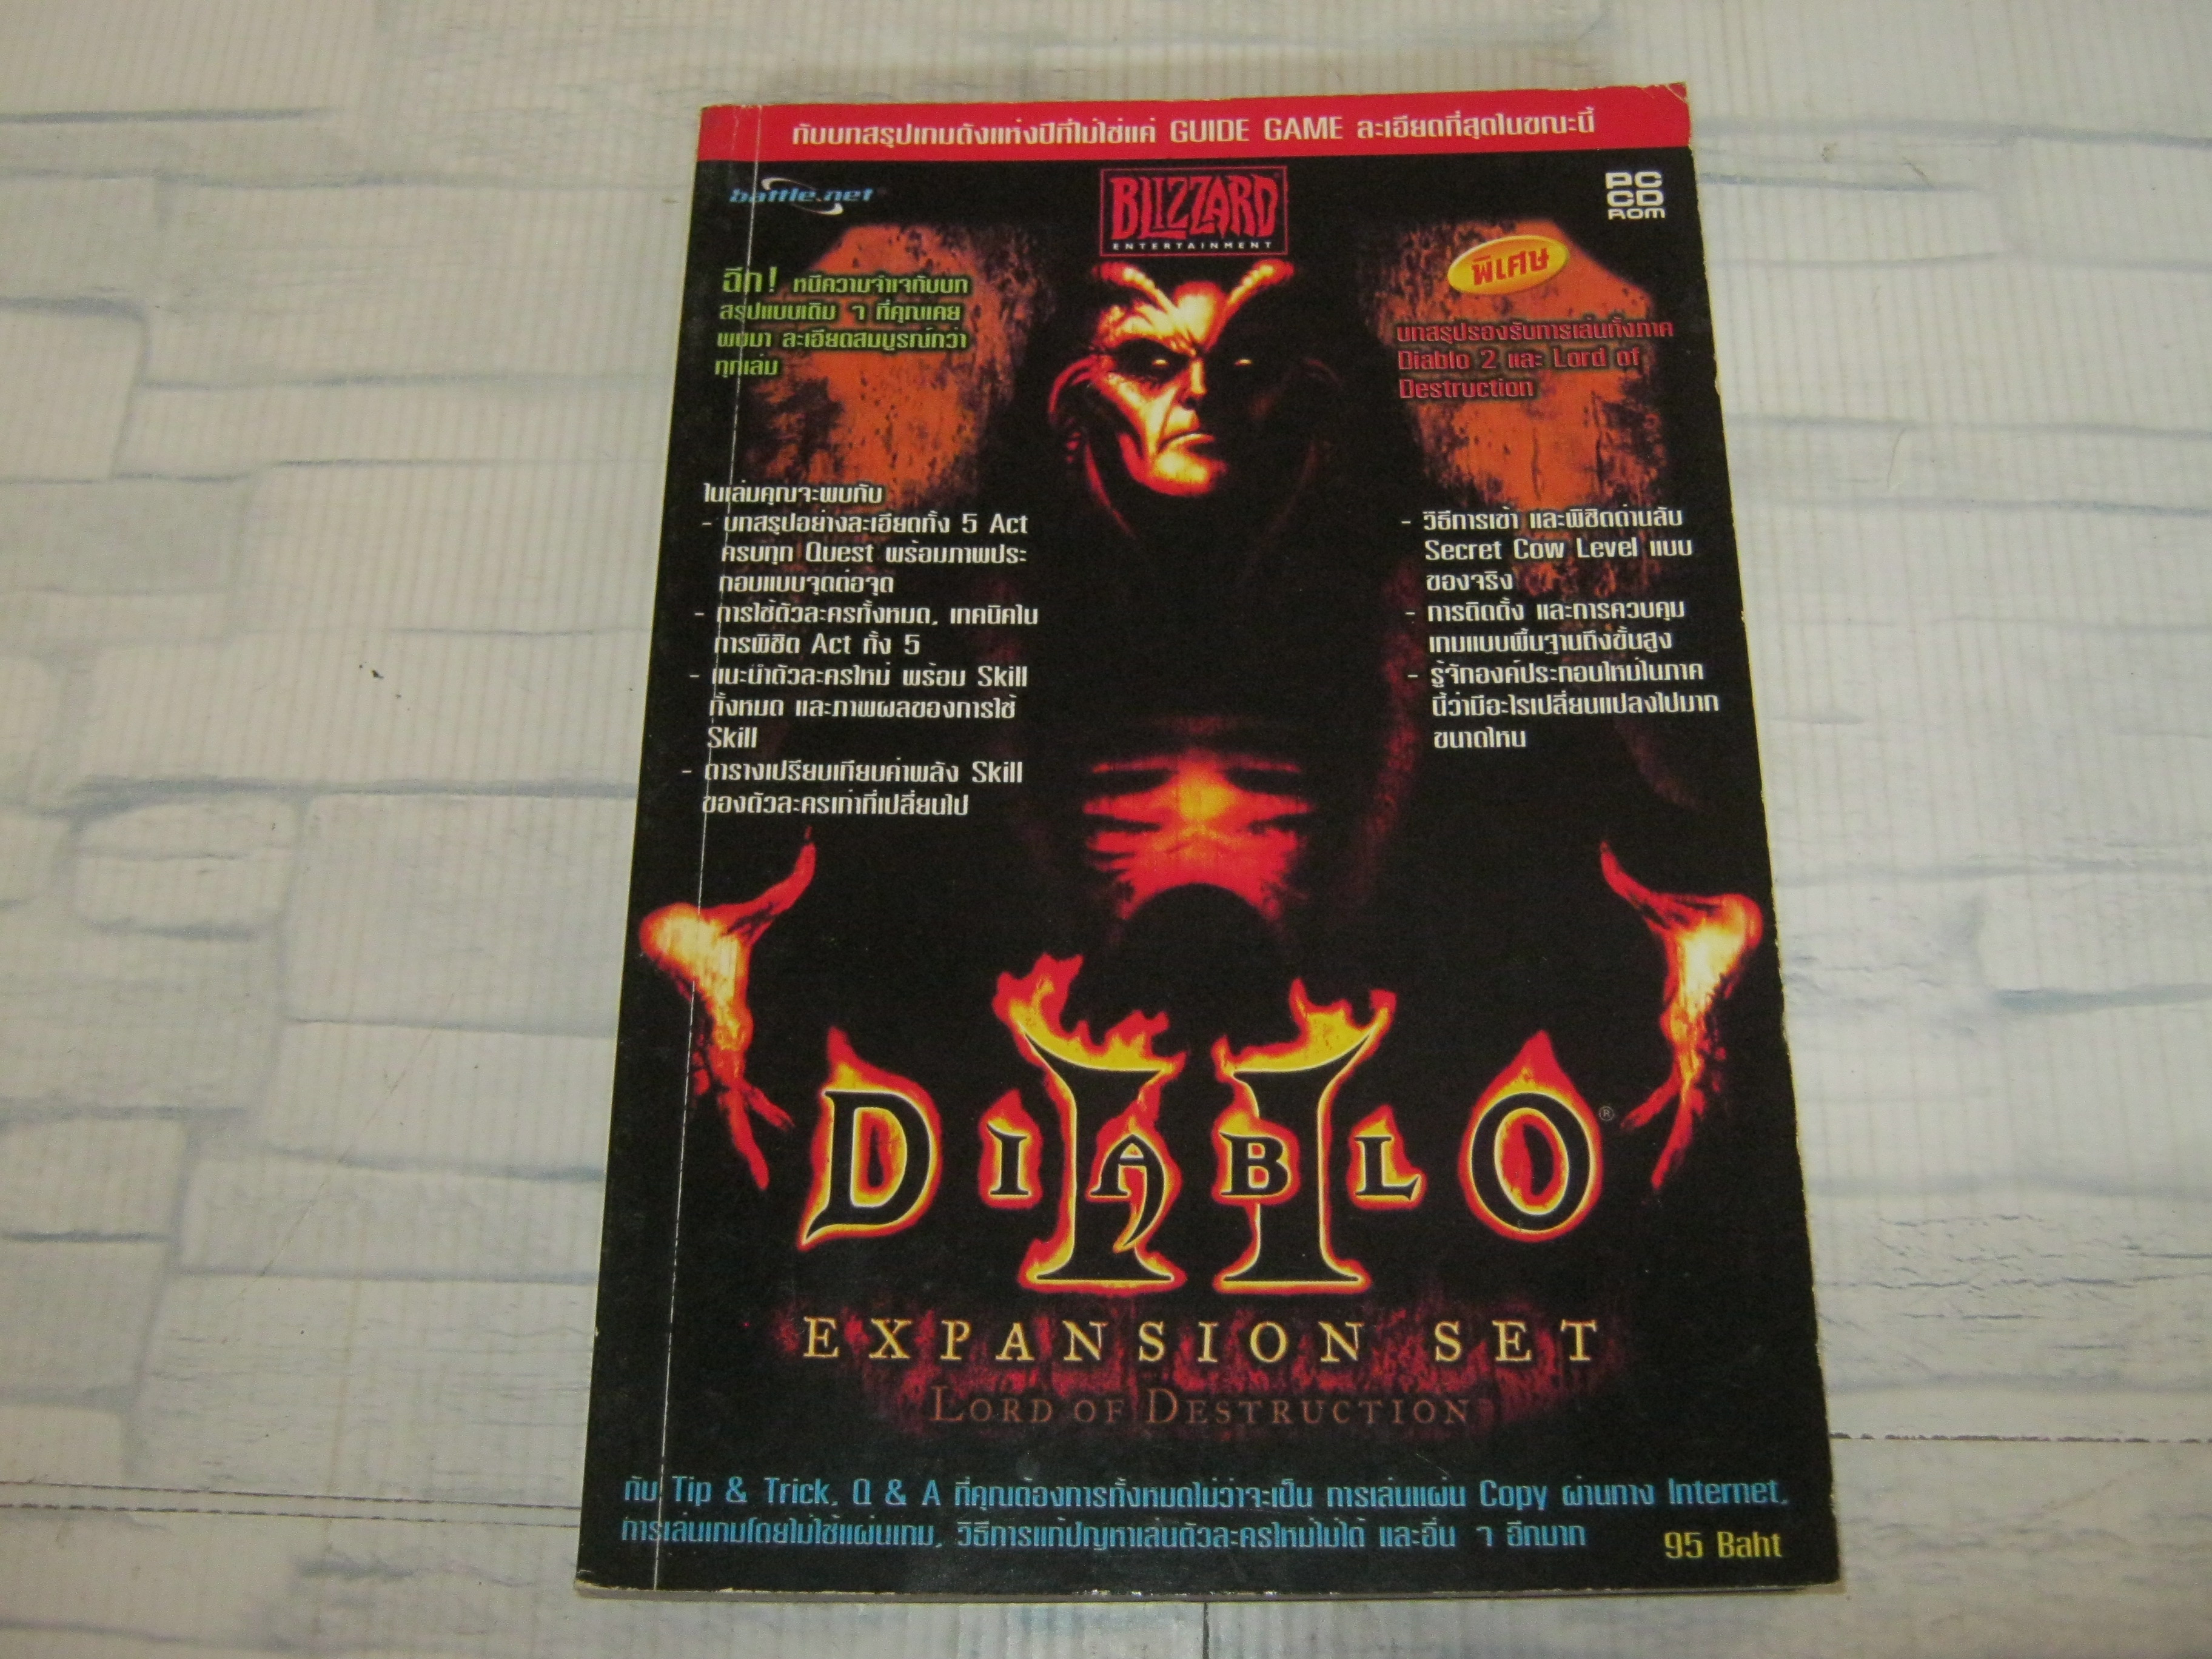 กับบทสรุปเกมดังแห่งปีที่ไม่ใช่แค่ GUIDE GAME ละเอียดที่สุดในขณะนี้
battle.net
BLIZZARD
ENTERTAINMENT
PC
CD
ROM
ฉีก! หนีความจำเจกับบท
สรุปแบบเดิม ๆ ที่คุณเคย
พบมา ละเอียดสมบูรณ์กว่า
ทุกเล่ม
พิเศษ
บทสรุปรองรับการเล่นทั้งภาค
Diablo 2 และ Lord of
Destruction
ในเล่มคุณจะพบกับ
- บทสรุปอย่างละเอียดทั้ง 5 Act
ครบทุก Quest พร้อมภาพประ
กอบแบบจุดต่อจุด
- การใช้ตัวละครทั้งหมด, เทคนิคใน
การพิชิต Act ทั้ง 5
- แนะนำตัวละครใหม่ พร้อม Skill
ทั้งหมด และภาพผลของการใช้
Skill
- ตารางเปรียบเทียบค่าพลัง Skill
ของตัวละครเก่าที่เปลี่ยนไป
- วิธีการเข้า และพิชิตด่านลับ
Secret Cow Level แบบ
ของจริง
- การติดตั้ง และการควบคุม
เกมแบบพื้นฐานถึงขั้นสูง
- รู้จักองค์ประกอบใหม่ในภาค
นี้ว่ามีอะไรเปลี่ยนแปลงไปมาก
ขนาดไหน
DIABLO II ®
EXPANSION SET
LORD OF DESTRUCTION
กับ Tip & Trick, Q & A ที่คุณต้องการทั้งหมดไม่ว่าจะเป็น การเล่นแผ่น Copy ผ่านทาง Internet,
การเล่นเกมโดยไม่ใช้แผ่นเกม, วิธีการแก้ปัญหาเล่นตัวละครใหม่ไม่ได้ และอื่น ๆ อีกมาก
95 Baht